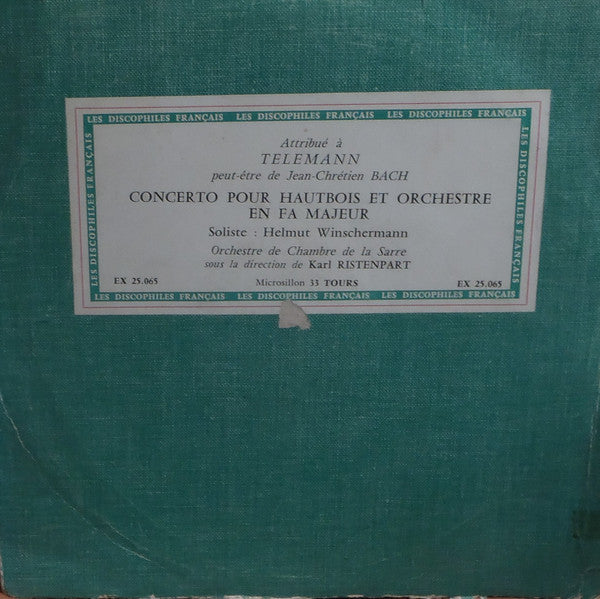 LES DISCOPHILES FRANÇAIS LES DISCOPHILES FRANÇAIS LES DISCOPHILES FRANÇAIS
LES DISCOPHILES FRANÇAIS
Attribué à
TELEMANN
peut-être de Jean-Chrétien BACH
CONCERTO POUR HAUTBOIS ET ORCHESTRE
EN FA MAJEUR
Soliste : Helmut Winschermann
Orchestre de Chambre de la Sarre
sous la direction de Karl RISTENPART
EX 25.065 Microsillon 33 TOURS EX 25.065
LES DISCOPHILES FRANÇAIS
LES DISCOPHILES FRANÇAIS LES DISCOPHILES FRANÇAIS LES DISCOPHILES FRANÇAIS